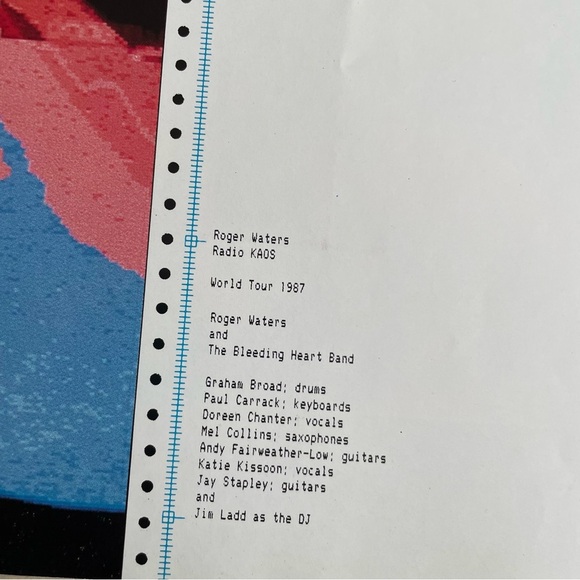 Roger Waters
Radio KAOS
World Tour 1987
Roger Waters
and
The Bleeding Heart Band
Graham Broad; drums
Paul Carrack; keyboards
Doreen Chanter; vocals
Mel Collins; saxophones
Andy Fairweather-Low; guitars
Katie Kissoon; vocals
Jay Stapley; guitars
and
Jim Ladd as the DJ